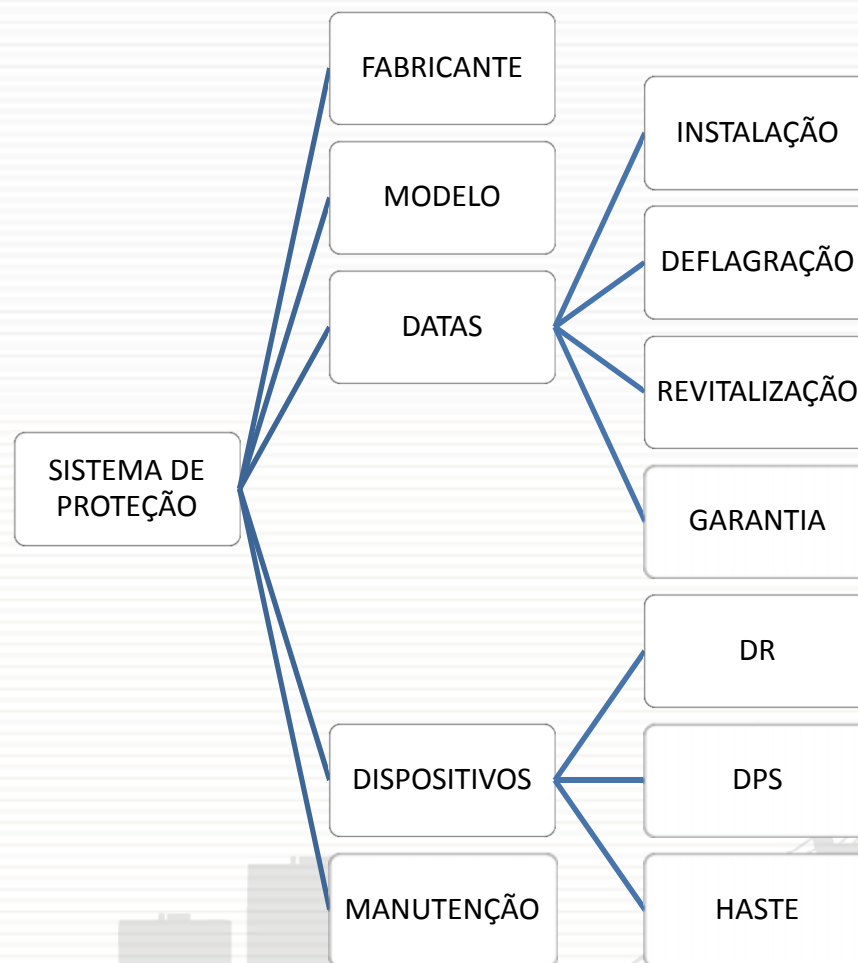 SISTEMA DE
PROTEÇÃO
FABRICANTE
MODELO
DATAS
INSTALAÇÃO
DEFLAGRAÇÃO
REVITALIZAÇÃO
GARANTIA
DISPOSITIVOS
DR
DPS
HASTE
MANUTENÇÃO